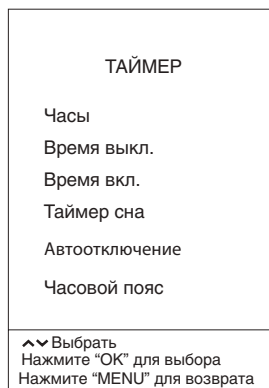 ТАЙМЕР
Часы
Время выкл.
Время вкл.
Таймер сна
Автоотключение
Часовой пояс
Выбрать
Нажмите “OK” для выбора
Нажмите “MENU” для возврата